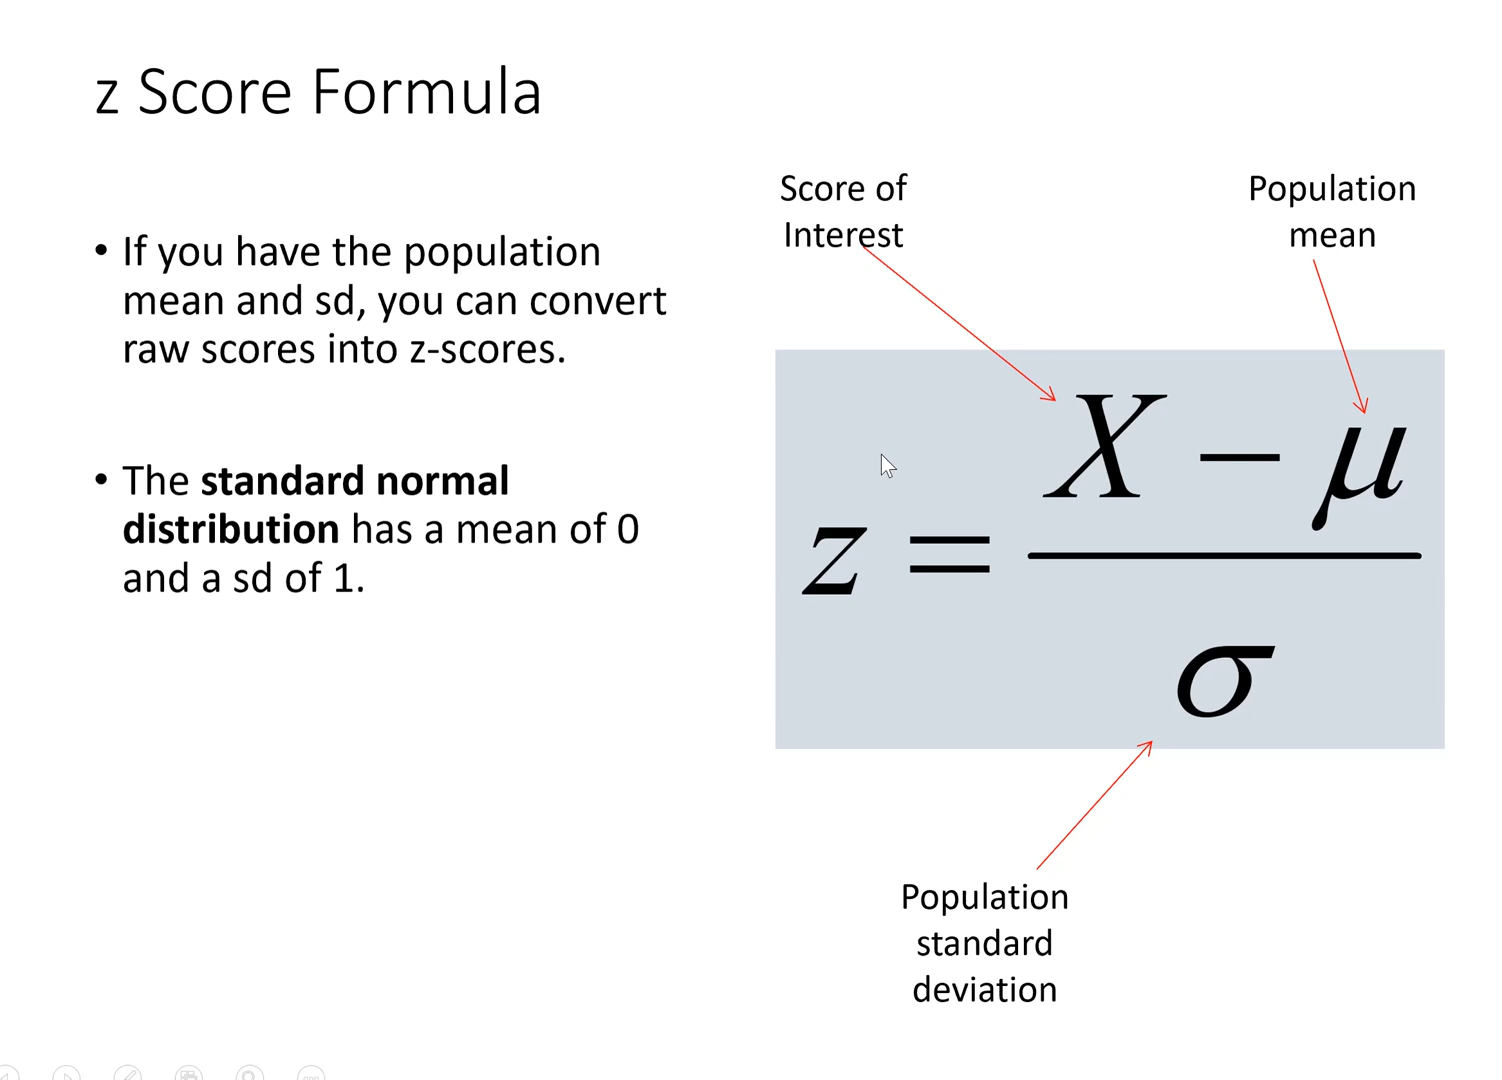 z Score Formula
• If you have the population
mean and sd, you can convert
raw scores into z-scores.
• The standard normal
distribution has a mean of 0
and a sd of 1.
Score of
Interest
Population
mean
z = (X − μ) / σ
Population
standard
deviation